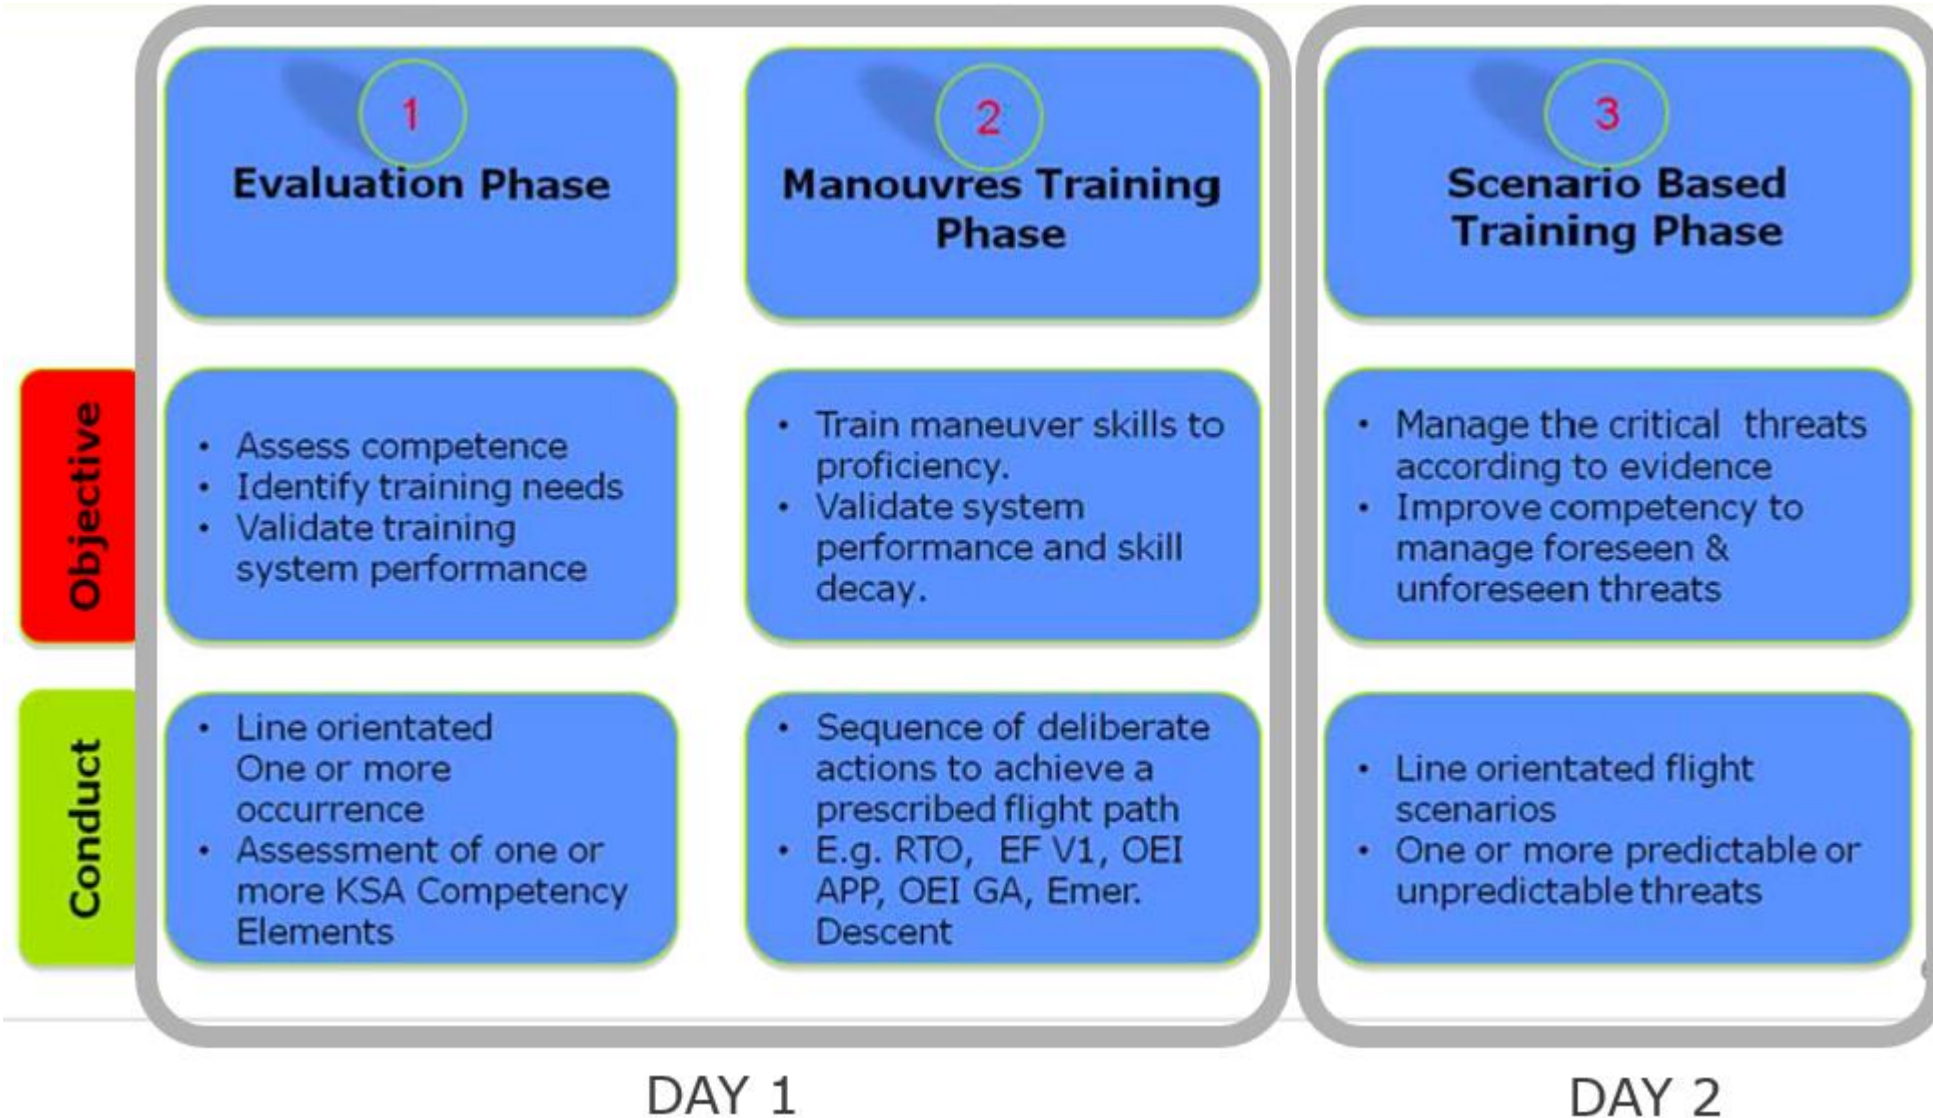 1
Evaluation Phase
2
Manouvres Training
Phase
3
Scenario Based
Training Phase
Objective
• Assess competence
• Identify training needs
• Validate training
system performance
• Train maneuver skills to
proficiency.
• Validate system
performance and skill
decay.
• Manage the critical threats
according to evidence
• Improve competency to
manage foreseen &
unforeseen threats
Conduct
• Line orientated
One or more
occurrence
• Assessment of one or
more KSA Competency
Elements
• Sequence of deliberate
actions to achieve a
prescribed flight path
• E.g. RTO, EF V1, OEI
APP, OEI GA, Emer.
Descent
• Line orientated flight
scenarios
• One or more predictable or
unpredictable threats
DAY 1
DAY 2